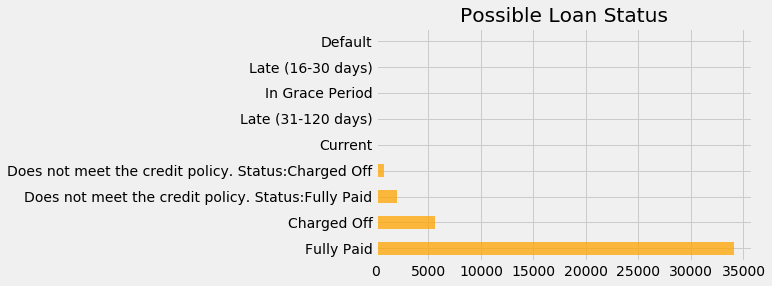 Possible Loan Status
Default
Late (16-30 days)
In Grace Period
Late (31-120 days)
Current
Does not meet the credit policy. Status:Charged Off
Does not meet the credit policy. Status:Fully Paid
Charged Off
Fully Paid
0 5000 10000 15000 20000 25000 30000 35000